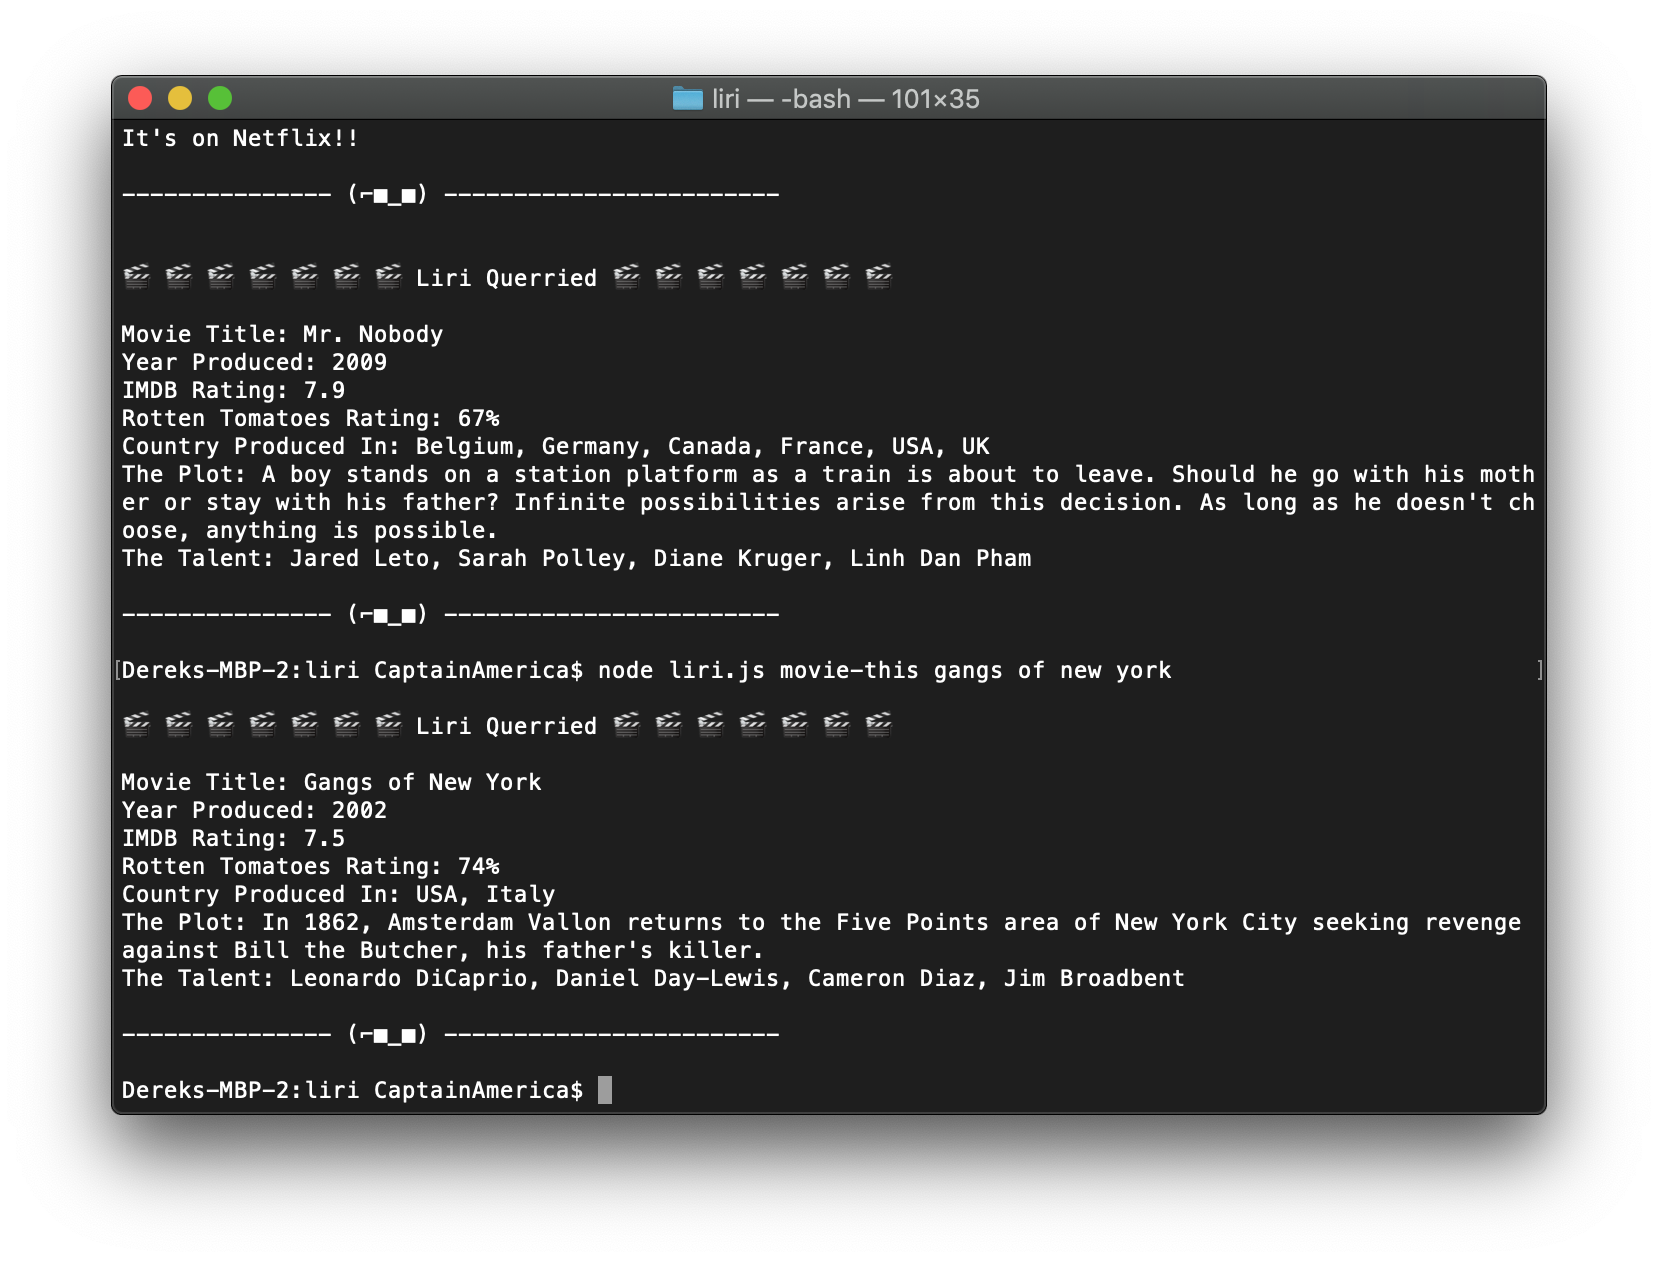 liri — -bash — 101×35
It's on Netflix!!
--------------- (⌐■_■) ------------------------
🎬 🎬 🎬 🎬 🎬 🎬 🎬 Liri Querried 🎬 🎬 🎬 🎬 🎬 🎬 🎬
Movie Title: Mr. Nobody
Year Produced: 2009
IMDB Rating: 7.9
Rotten Tomatoes Rating: 67%
Country Produced In: Belgium, Germany, Canada, France, USA, UK
The Plot: A boy stands on a station platform as a train is about to leave. Should he go with his moth
er or stay with his father? Infinite possibilities arise from this decision. As long as he doesn't ch
oose, anything is possible.
The Talent: Jared Leto, Sarah Polley, Diane Kruger, Linh Dan Pham
--------------- (⌐■_■) ------------------------
[Dereks-MBP-2:liri CaptainAmerica$ node liri.js movie-this gangs of new york ]
🎬 🎬 🎬 🎬 🎬 🎬 🎬 Liri Querried 🎬 🎬 🎬 🎬 🎬 🎬 🎬
Movie Title: Gangs of New York
Year Produced: 2002
IMDB Rating: 7.5
Rotten Tomatoes Rating: 74%
Country Produced In: USA, Italy
The Plot: In 1862, Amsterdam Vallon returns to the Five Points area of New York City seeking revenge
against Bill the Butcher, his father's killer.
The Talent: Leonardo DiCaprio, Daniel Day-Lewis, Cameron Diaz, Jim Broadbent
--------------- (⌐■_■) ------------------------
Dereks-MBP-2:liri CaptainAmerica$